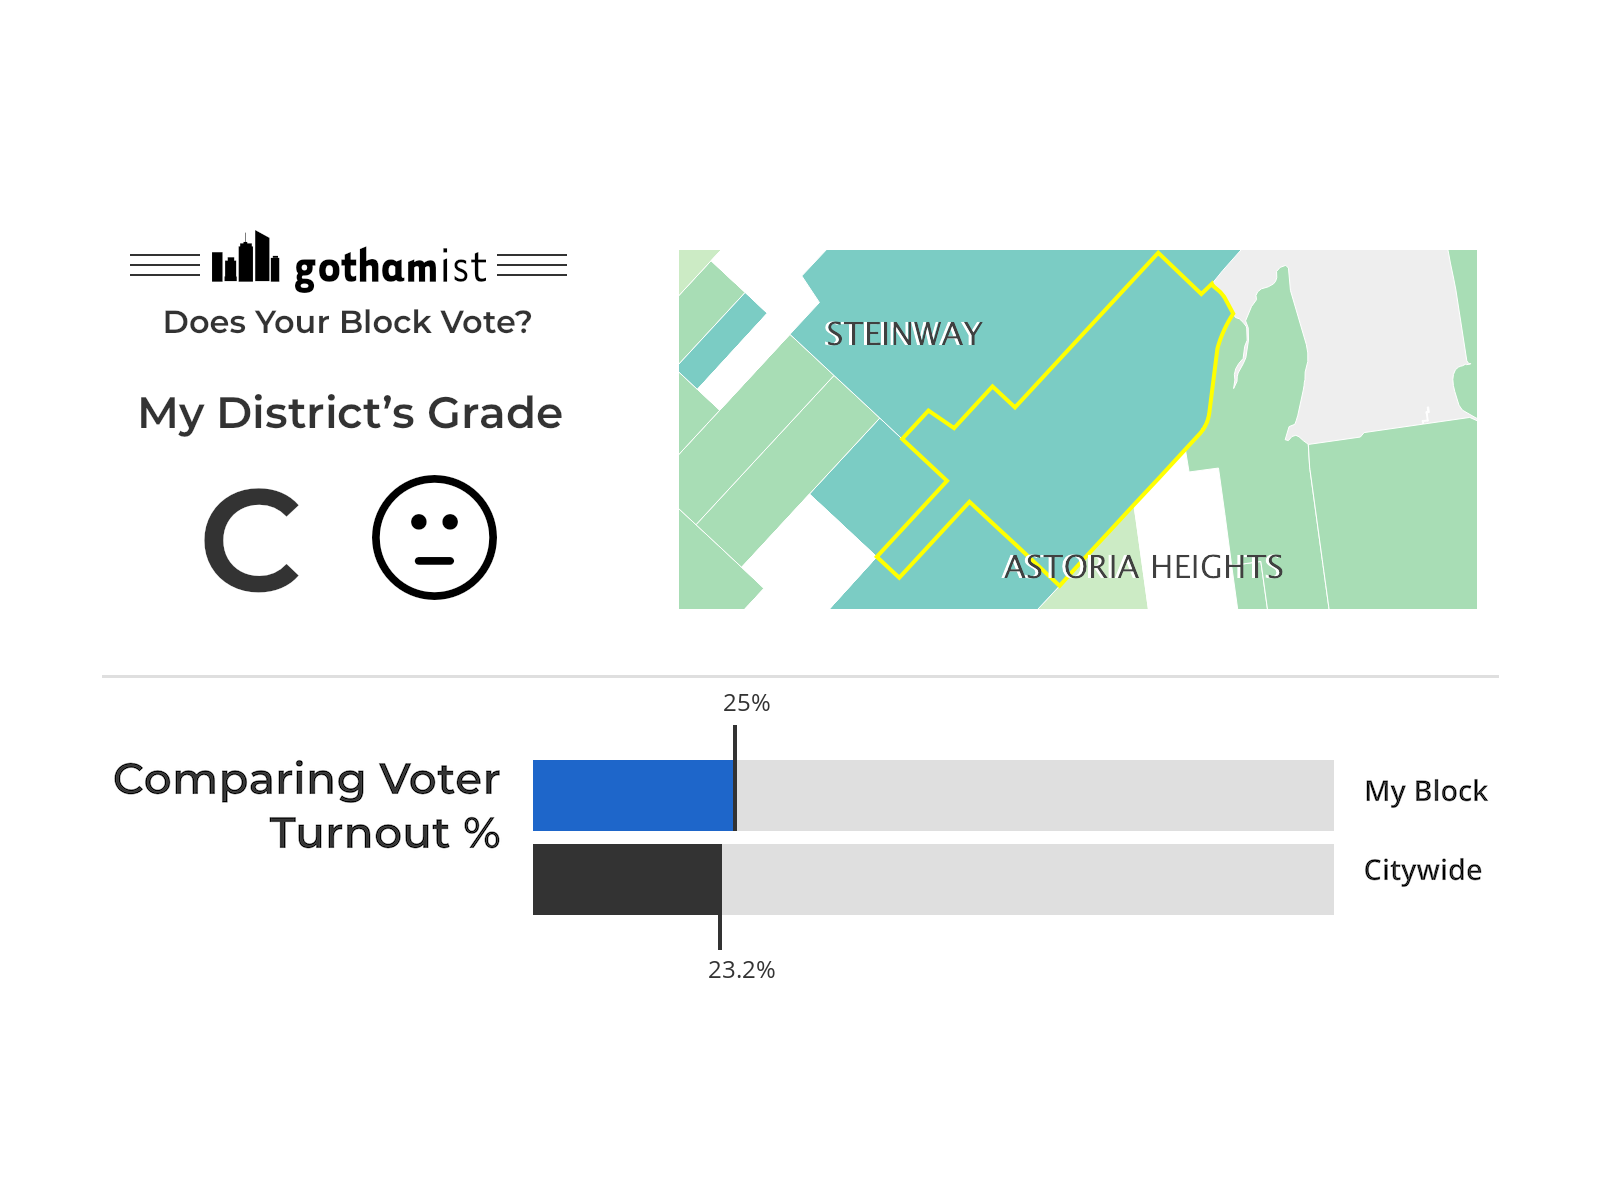 gothamist
Does Your Block Vote?
My District’s Grade
C
STEINWAY
ASTORIA HEIGHTS
25%
Comparing Voter
Turnout %
My Block
Citywide
23.2%